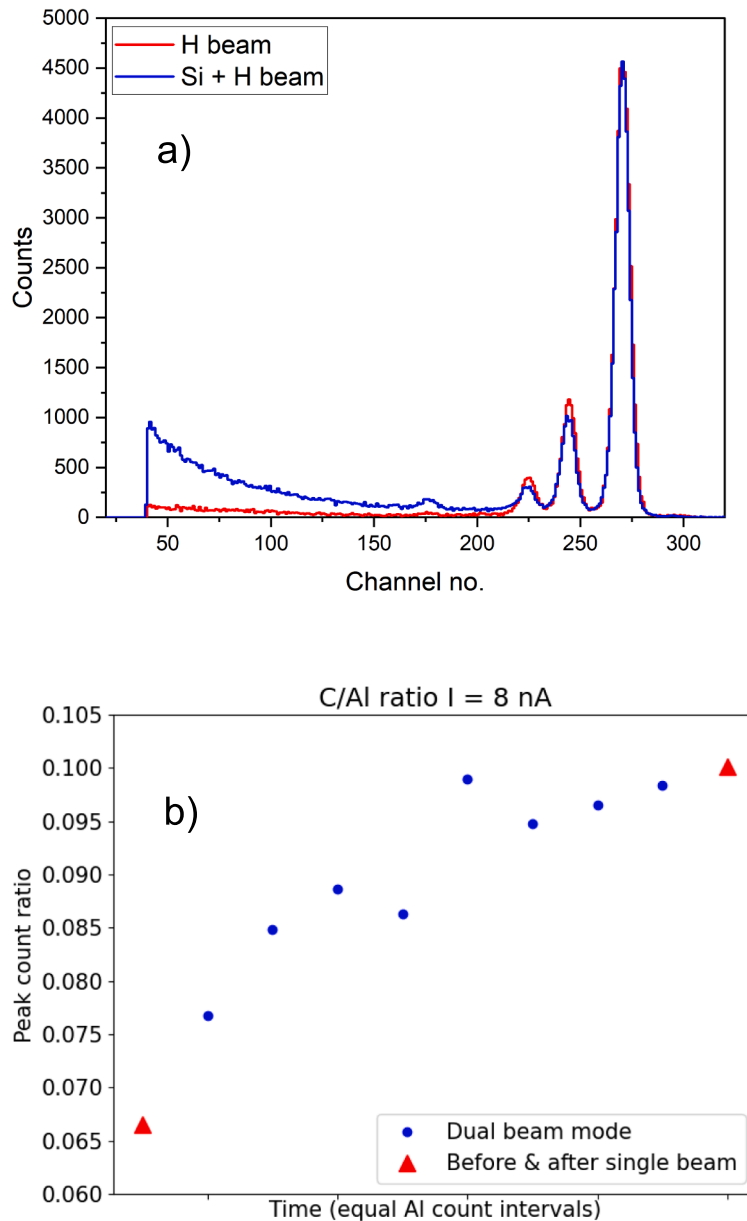 5000
4500
4000
3500
3000
2500
2000
1500
1000
500
0
Counts
H beam
Si + H beam
a)
50 100 150 200 250 300
Channel no.
C/Al ratio I = 8 nA
0.105
0.100
0.095
0.090
0.085
0.080
0.075
0.070
0.065
0.060
Peak count ratio
b)
Dual beam mode
Before & after single beam
Time (equal Al count intervals)